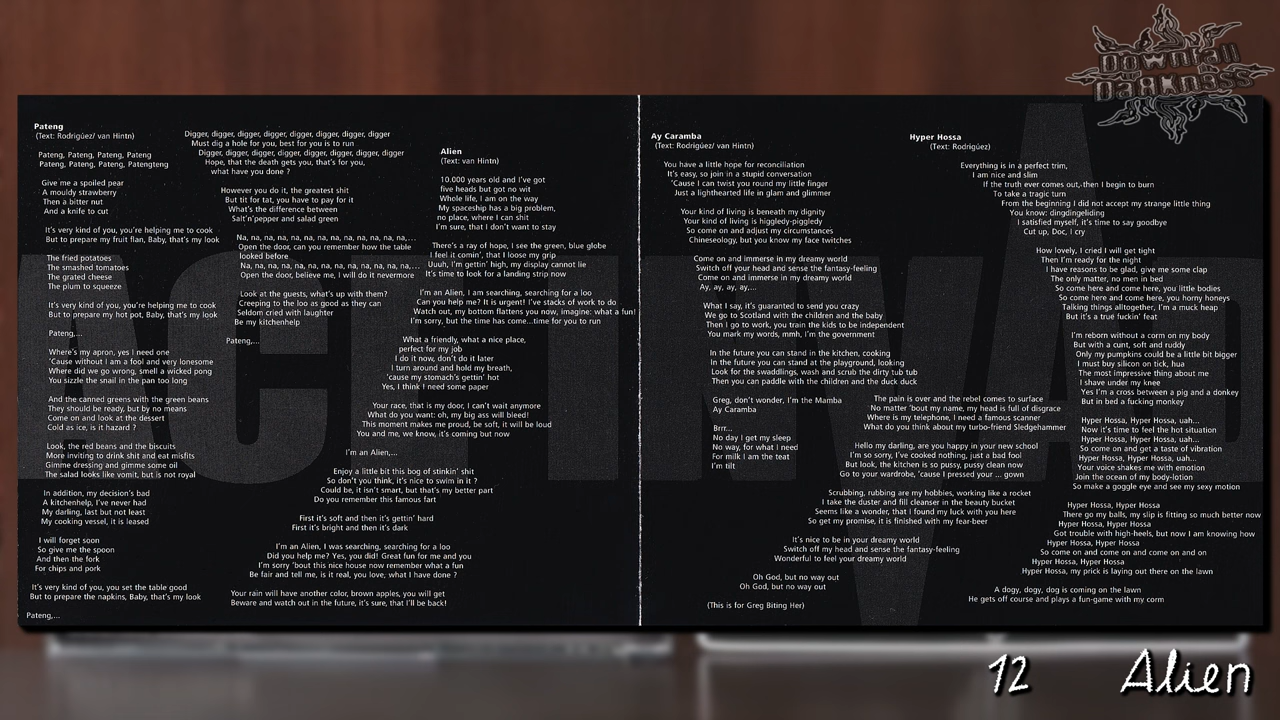 Downfall of Darkness
Pateng
(Text: Rodrigúez/ van Hintn)
Pateng, Pateng, Pateng, Pateng
Pateng, Pateng, Pateng, Patengteng
Give me a spoiled pear
A mouldy strawberry
Then a bitter nut
And a knife to cut
It's very kind of you, you're helping me to cook
But to prepare my fruit flan, Baby, that's my look
The fried potatoes
The smashed tomatoes
The grated cheese
The plum to squeeze
It's very kind of you, you're helping me to cook
But to prepare my hot pot, Baby, that's my look
Pateng,...
Where's my apron, yes I need one
'Cause without I am a fool and very lonesome
Where did we go wrong, smell a wicked pong
You sizzle the snail in the pan too long
And the canned greens with the green beans
They should be ready, but by no means
Come on and look at the dessert
Cold as ice, is it hazard ?
Look, the red beans and the biscuits
More inviting to drink shit and eat misfits
Gimme dressing and gimme some oil
The salad looks like vomit, but is not royal
In addition, my decision's bad
A kitchenhelp, I've never had
My darling, last but not least
My cooking vessel, it is leased
I will forget soon
So give me the spoon
And then the fork
For chips and pork
It's very kind of you, you set the table good
But to prepare the napkins, Baby, that's my look
Pateng,...
Digger, digger, digger, digger, digger, digger, digger, digger
Must dig a hole for you, best for you is to run
Digger, digger, digger, digger, digger, digger, digger, digger
Hope, that the death gets you, that's for you,
what have you done ?
However you do it, the greatest shit
But tit for tat, you have to pay for it
What's the difference between
Salt'n'pepper and salad green
Na, na, na, na, na, na, na, na, na, na, na, na, na,...
Open the door, can you remember how the table
looked before
Na, na, na, na, na, na, na, na, na, na, na, na, na,...
Open the door, believe me, I will do it nevermore
Look at the guests, what's up with them?
Creeping to the loo as good as they can
Seldom cried with laughter
Be my kitchenhelp
Pateng,...
Alien
(Text: van Hintn)
10.000 years old and I've got
five heads but got no wit
Whole life, I am on the way
My spaceship has a big problem,
no place, where I can shit
I'm sure, that I don't want to stay
There's a ray of hope, I see the green, blue globe
I feel it comin', that I loose my grip
Uuuh, I'm gettin' high, my display cannot lie
It's time to look for a landing strip now
I'm an Alien, I am searching, searching for a loo
Can you help me? It is urgent! I've stacks of work to do
Watch out, my bottom flattens you now, imagine: what a fun!
I'm sorry, but the time has come...time for you to run
What a friendly, what a nice place,
perfect for my job
I do it now, don't do it later
I turn around and hold my breath,
'cause my stomach's gettin' hot
Yes, I think I need some paper
Your race, that is my door, I can't wait anymore
What do you want: oh, my big ass will bleed!
This moment makes me proud, be soft, it will be loud
You and me, we know, it's coming but now
I'm an Alien,...
Enjoy a little bit this bog of stinkin' shit
So don't you think, it's nice to swim in it ?
Could be, it isn't smart, but that's my better part
Do you remember this famous fart
First it's soft and then it's gettin' hard
First it's bright and then it's dark
I'm an Alien, I was searching, searching for a loo
Did you help me? Yes, you did! Great fun for me and you
I'm sorry 'bout this nice house now remember what a fun
Be fair and tell me, is it real, you love, what I have done ?
Your rain will have another color, brown apples, you will get
Beware and watch out in the future, it's sure, that I'll be back!
Ay Caramba
(Text: Rodrigúez/ van Hintn)
You have a little hope for reconciliation
It's easy, so join in a stupid conversation
'Cause I can twist you round my little finger
Just a lighthearted life in glam and glimmer
Your kind of living is beneath my dignity
Your kind of living is higgledy-piggledy
So come on and adjust my circumstances
Chineseology, but you know my face twitches
Come on and immerse in my dreamy world
Switch off your head and sense the fantasy-feeling
Come on and immerse in my dreamy world
Ay, ay, ay, ay,...
What I say, it's guaranted to send you crazy
We go to Scotland with the children and the baby
Then I go to work, you train the kids to be independent
You mark my words, mmh, I'm the government
In the future you can stand in the kitchen, cooking
In the future you can stand at the playground, looking
Look for the swaddlings, wash and scrub the dirty tub tub
Then you can paddle with the children and the duck duck
Greg, don't wonder, I'm the Mamba
Ay Caramba
Brrr...
No day I get my sleep
No way, for what I need
For milk I am the teat
I'm tilt
The pain is over and the rebel comes to surface
No matter 'bout my name, my head is full of disgrace
Where is my telephone, I need a famous scanner
What do you think about my turbo-friend Sledgehammer
Hello my darling, are you happy in your new school
I'm so sorry, I've cooked nothing, just a bad fool
But look, the kitchen is so pussy, pussy clean now
Go to your wardrobe, 'cause I pressed your ... gown
Scrubbing, rubbing are my hobbies, working like a rocket
I take the duster and fill cleanser in the beauty bucket
Seems like a wonder, that I found my luck with you here
So get my promise, it is finished with my fear-beer
It's nice to be in your dreamy world
Switch off my head and sense the fantasy-feeling
Wonderful to feel your dreamy world
Oh God, but no way out
Oh God, but no way out
(This is for Greg Biting Her)
Hyper Hossa
(Text: Rodrigúez)
Everything is in a perfect trim,
I am nice and slim
If the truth ever comes out, then I begin to burn
To take a tragic turn
From the beginning I did not accept my strange little thing
You know: dingdingeliding
I satisfied myself, it's time to say goodbye
Cut up, Doc, I cry
How lovely, I cried I will get tight
Then I'm ready for the night
I have reasons to be glad, give me some clap
The only matter, no men in bed
So come here and come here, you little bodies
So come here and come here, you horny honeys
Talking things alltogether, I'm a muck heap
But it's a true fuckin' feat
I'm reborn without a corn on my body
But with a cunt, soft and ruddy
Only my pumpkins could be a little bit bigger
I must buy silicon on tick, hua
The most impressive thing about me
I shave under my knee
Yes I'm a cross between a pig and a donkey
But in bed a fucking monkey
Hyper Hossa, Hyper Hossa, uah...
Now it's time to feel the hot situation
Hyper Hossa, Hyper Hossa, uah...
So come on and get a taste of vibration
Hyper Hossa, Hyper Hossa, uah...
Your voice shakes me with emotion
Join the ocean of my body-lotion
So make a goggle eye and see my sexy motion
Hyper Hossa, Hyper Hossa
There go my balls, my slip is fitting so much better now
Hyper Hossa, Hyper Hossa
Got trouble with high-heels, but now I am knowing how
Hyper Hossa, Hyper Hossa
So come on and come on and come on and on
Hyper Hossa, Hyper Hossa
Hyper Hossa, my prick is laying out there on the lawn
A dogy, dogy, dog is coming on the lawn
He gets off course and plays a fun-game with my corm
12 Alien